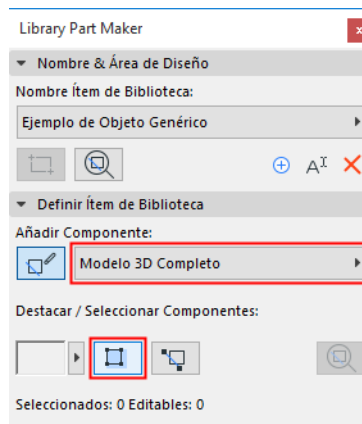 Library Part Maker
Nombre & Área de Diseño
Nombre Ítem de Biblioteca:
Ejemplo de Objeto Genérico
Definir Ítem de Biblioteca
Añadir Componente:
Modelo 3D Completo
Destacar / Seleccionar Componentes:
Seleccionados: 0 Editables: 0